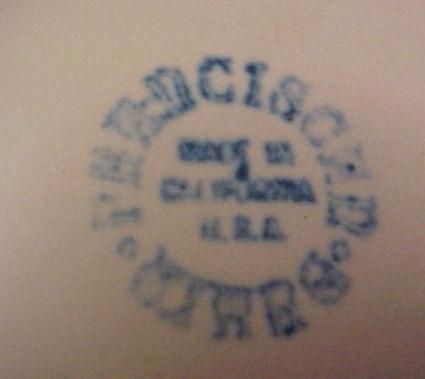 FRANCISCAN
MADE IN
CALIFORNIA
U.S.A.
WARE